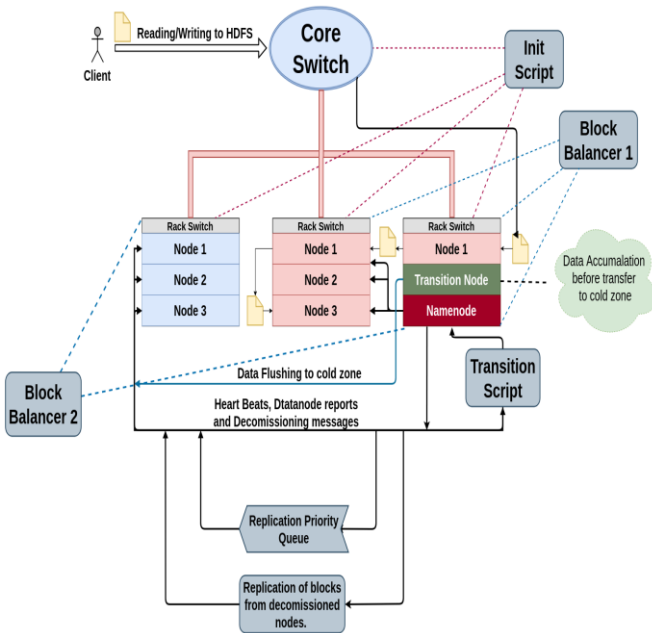 Reading/Writing to HDFS
Client
Core
Switch
Init
Script
Block
Balancer 1
Rack Switch
Node 1
Node 2
Node 3
Rack Switch
Node 1
Node 2
Node 3
Rack Switch
Node 1
Transition Node
Namenode
Data Accumalation
before transfer
to cold zone
Data Flushing to cold zone
Transition
Script
Block
Balancer 2
Heart Beats, Dtatanode reports
and Decomissioning messages
Replication Priority
Queue
Replication of blocks
from decomissioned
nodes.